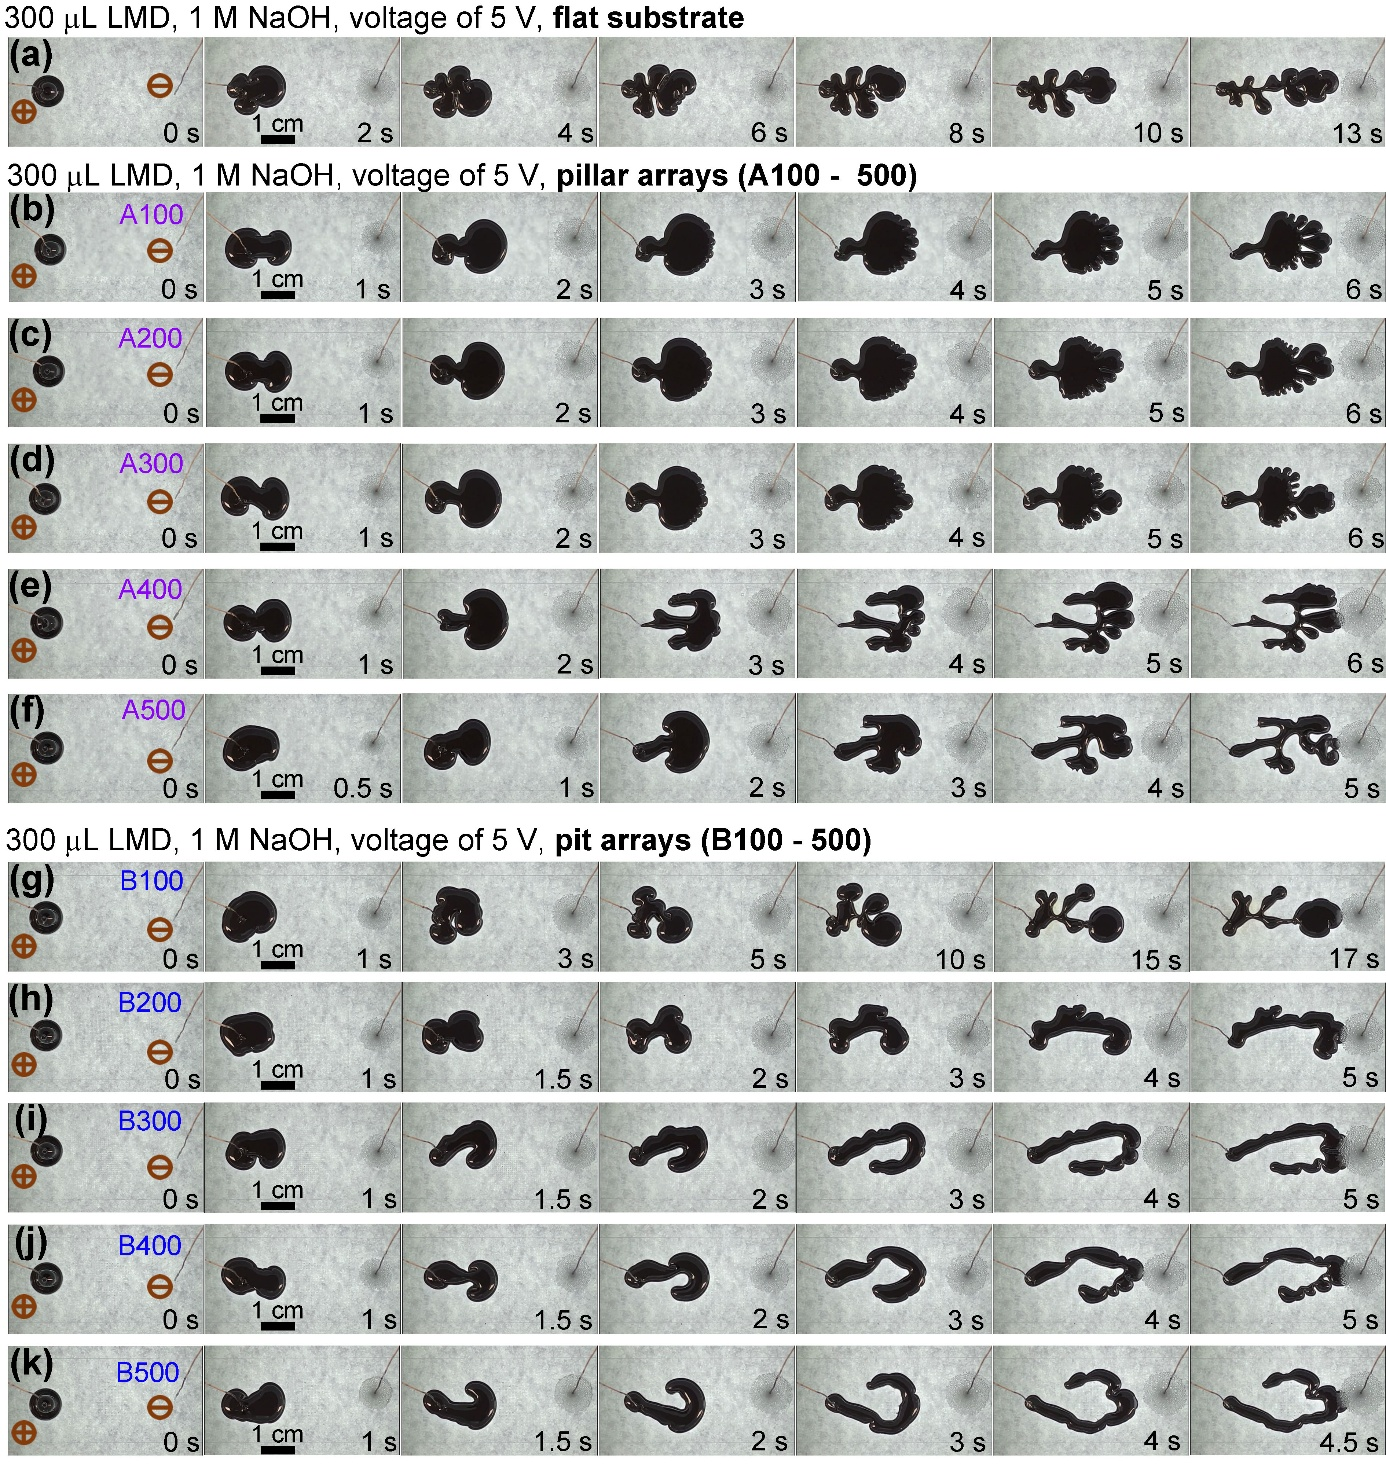 300 μL LMD, 1 M NaOH, voltage of 5 V, flat substrate
(a) 0 s 1 cm 2 s 4 s 6 s 8 s 10 s 13 s
300 μL LMD, 1 M NaOH, voltage of 5 V, pillar arrays (A100 - 500)
(b) A100 0 s 1 cm 1 s 2 s 3 s 4 s 5 s 6 s
(c) A200 0 s 1 cm 1 s 2 s 3 s 4 s 5 s 6 s
(d) A300 0 s 1 cm 1 s 2 s 3 s 4 s 5 s 6 s
(e) A400 0 s 1 cm 1 s 2 s 3 s 4 s 5 s 6 s
(f) A500 0 s 1 cm 0.5 s 1 s 2 s 3 s 4 s 5 s
300 μL LMD, 1 M NaOH, voltage of 5 V, pit arrays (B100 - 500)
(g) B100 0 s 1 cm 1 s 3 s 5 s 10 s 15 s 17 s
(h) B200 0 s 1 cm 1 s 1.5 s 2 s 3 s 4 s 5 s
(i) B300 0 s 1 cm 1 s 1.5 s 2 s 3 s 4 s 5 s
(j) B400 0 s 1 cm 1 s 1.5 s 2 s 3 s 4 s 5 s
(k) B500 0 s 1 cm 1 s 1.5 s 2 s 3 s 4 s 4.5 s